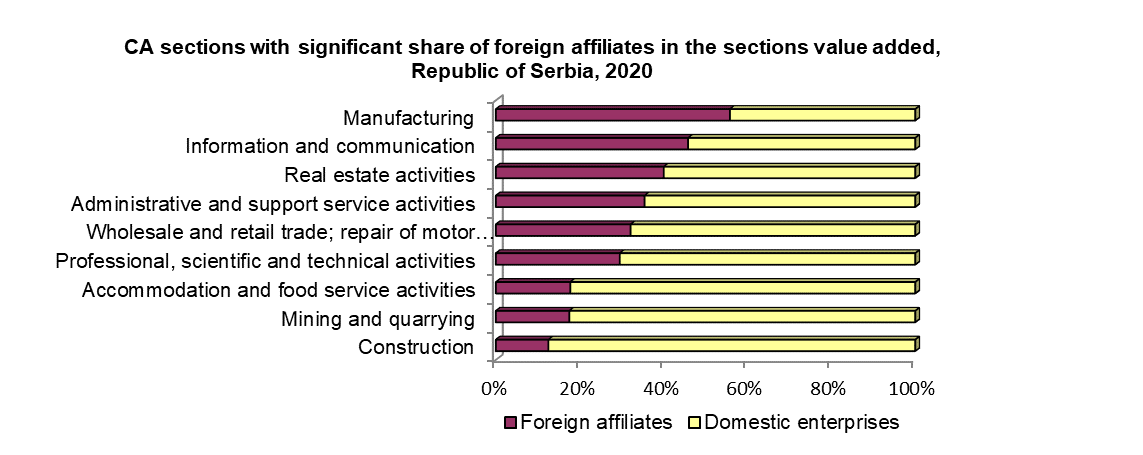 CA sections with significant share of foreign affiliates in the sections value added,
Republic of Serbia, 2020
Manufacturing
Information and communication
Real estate activities
Administrative and support service activities
Wholesale and retail trade; repair of motor…
Professional, scientific and technical activities
Accommodation and food service activities
Mining and quarrying
Construction
0% 20% 40% 60% 80% 100%
Foreign affiliates Domestic enterprises